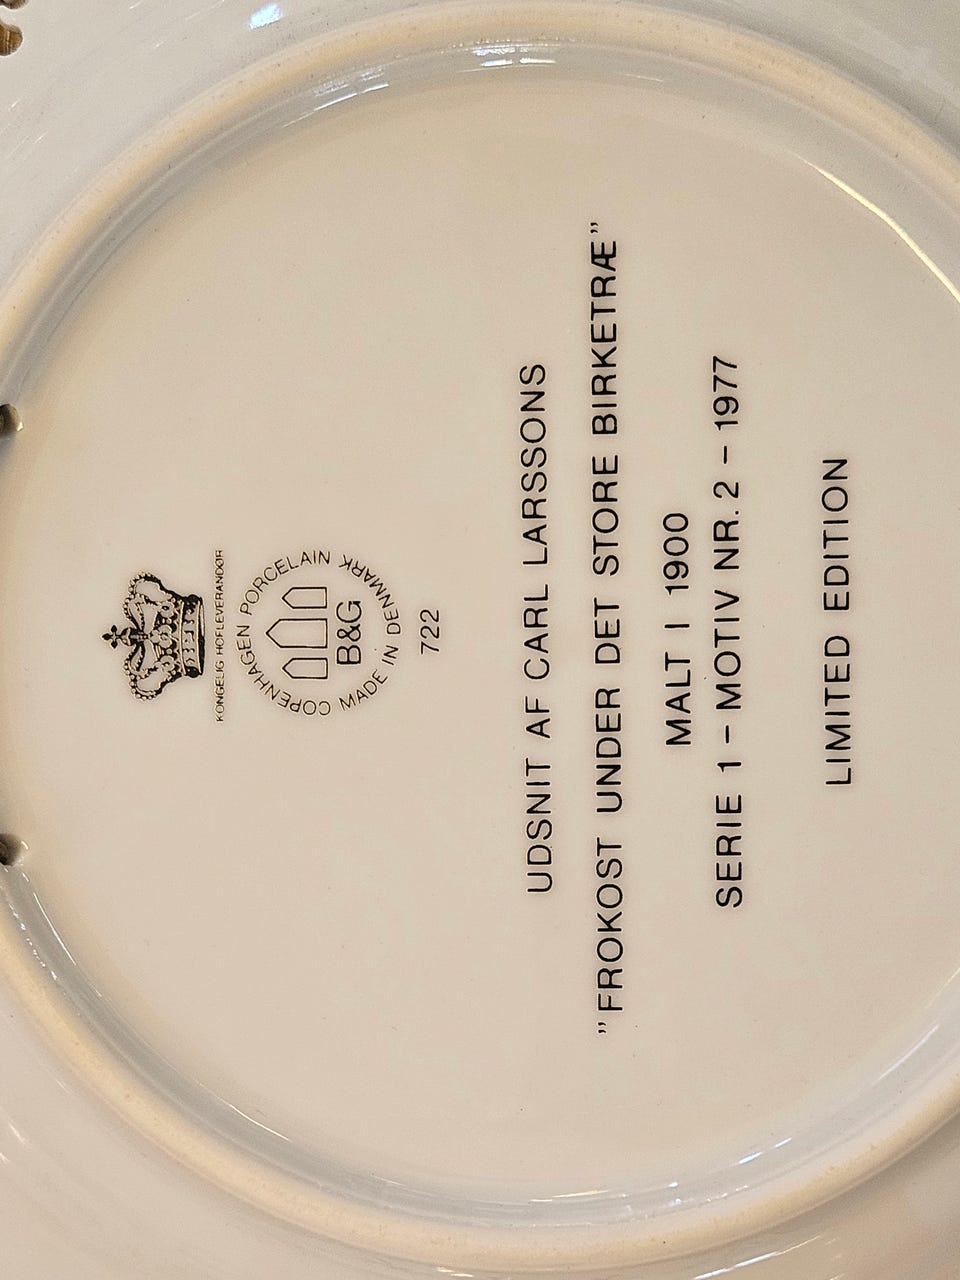 KONGELIG HOFLEVERANDØR
COPENHAGEN PORCELAIN
B&G
MADE IN DENMARK
722
UDSNIT AF CARL LARSSONS
”FROKOST UNDER DET STORE BIRKETRÆ”
MALT I 1900
SERIE 1 – MOTIV NR. 2 – 1977
LIMITED EDITION